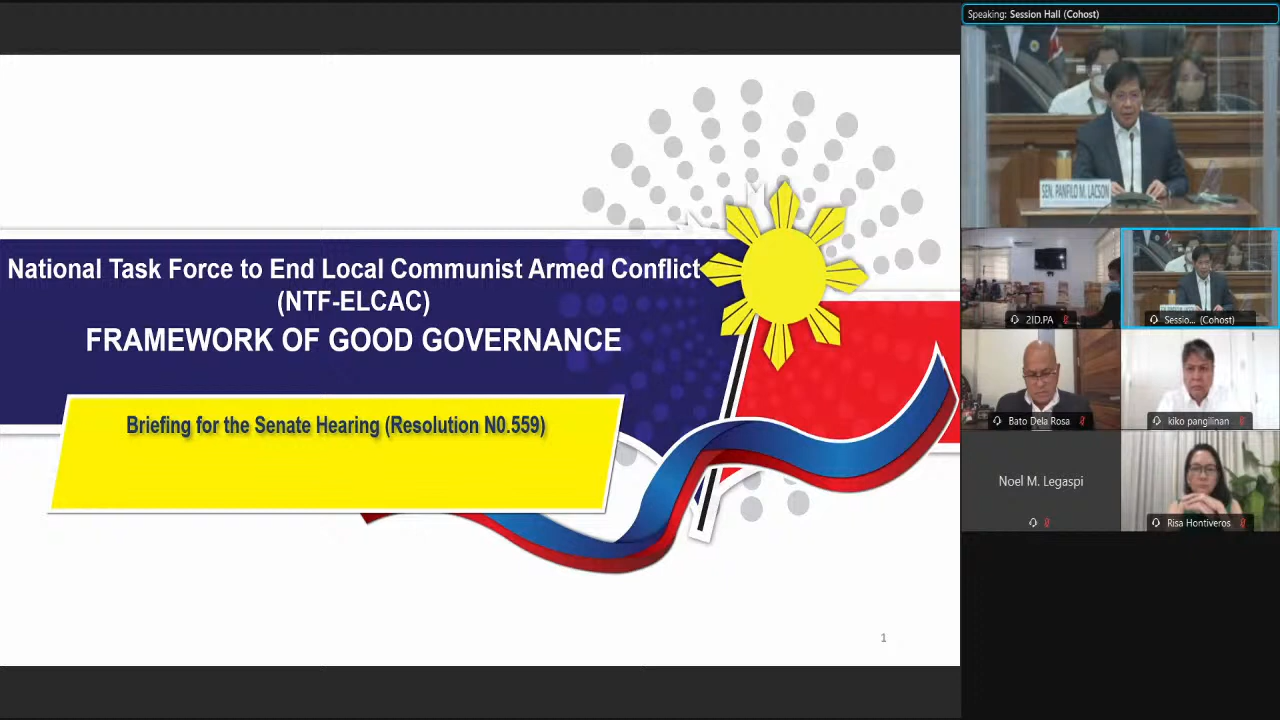 National Task Force to End Local Communist Armed Conflict
(NTF-ELCAC)
FRAMEWORK OF GOOD GOVERNANCE
Briefing for the Senate Hearing (Resolution N0.559)
1
Speaking: Session Hall (Cohost)
SEN. PANFILO M. LACSON
2ID.PA
Sessio... (Cohost)
Bato Dela Rosa
kiko pangilinan
Noel M. Legaspi
Risa Hontiveros